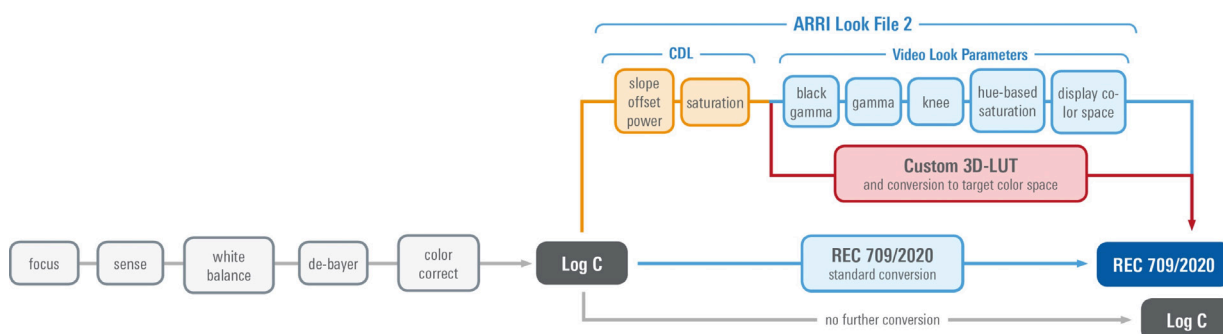 ARRI Look File 2
CDL
Video Look Parameters
slope
offset
power
saturation
black
gamma
gamma
knee
hue-based
saturation
display co-
lor space
Custom 3D-LUT
and conversion to target color space
focus
sense
white
balance
de-bayer
color
correct
Log C
REC 709/2020
standard conversion
REC 709/2020
no further conversion
Log C